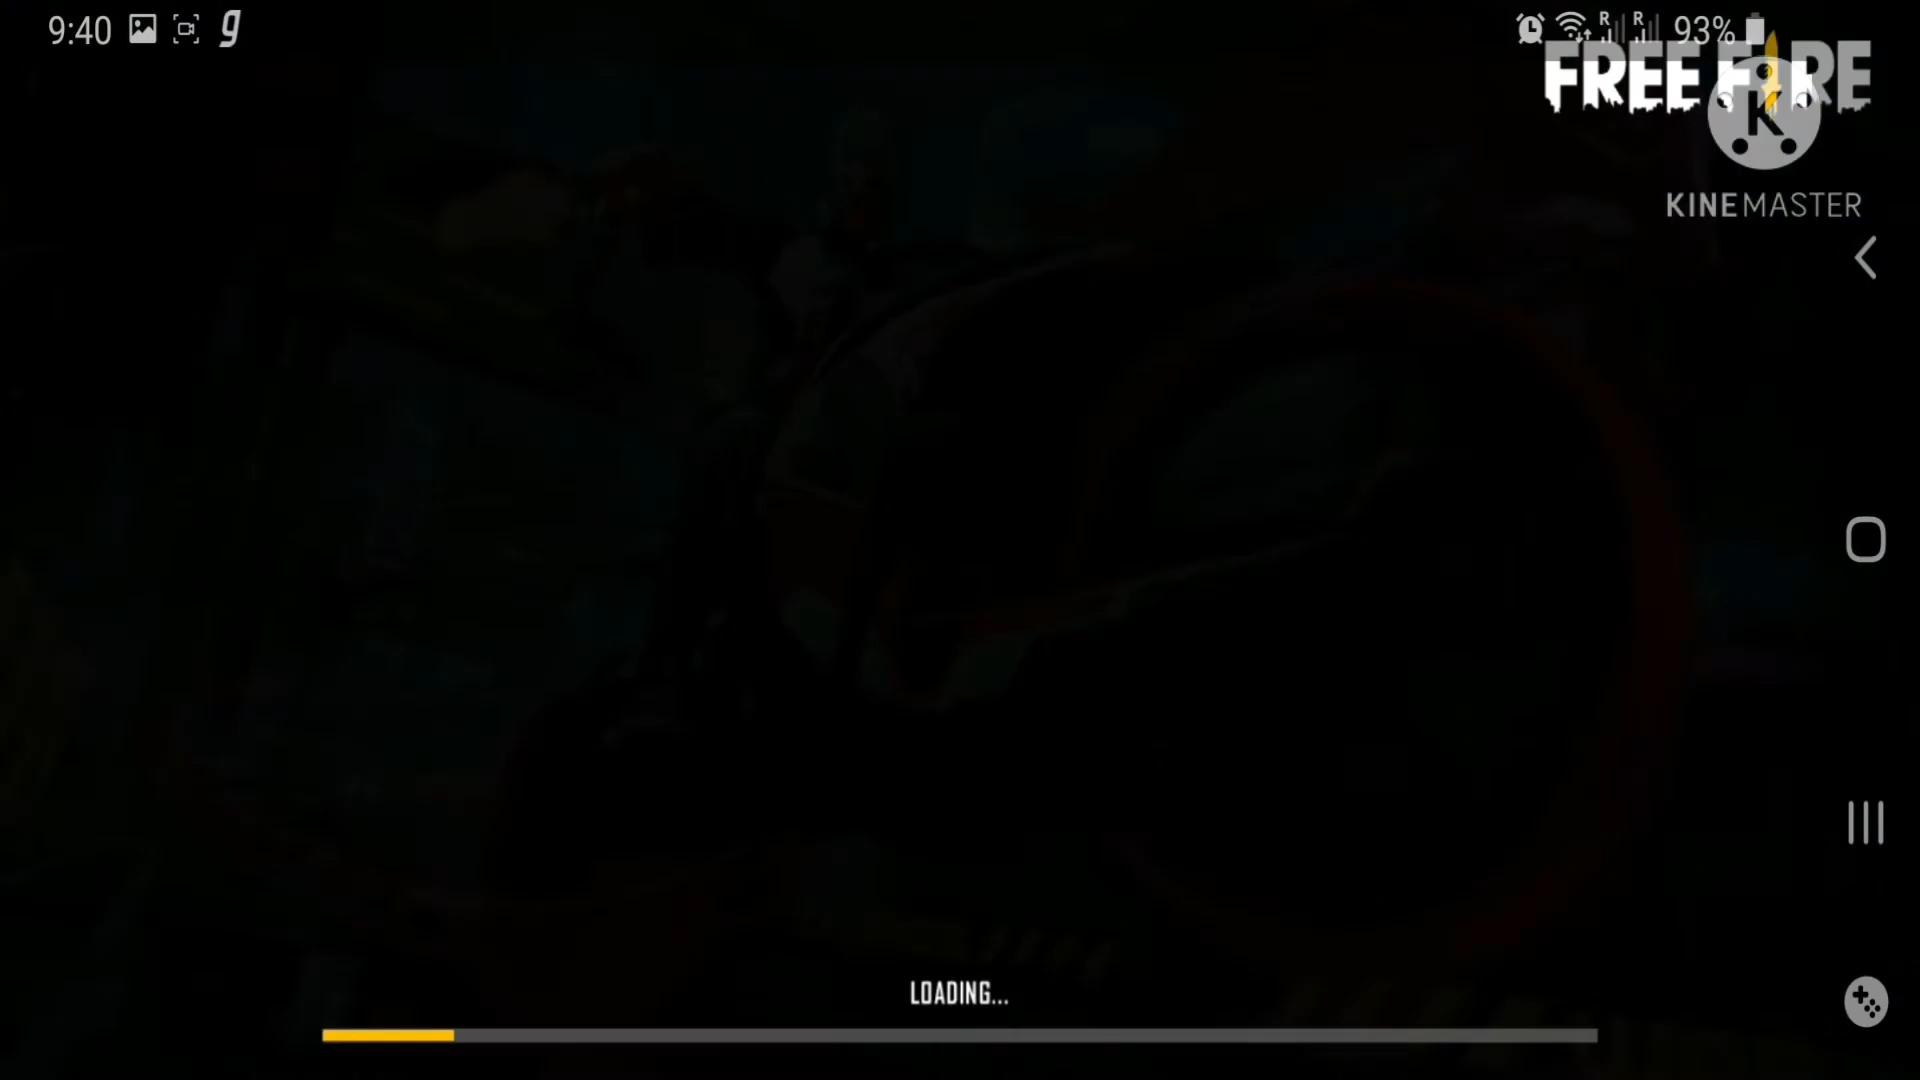 9:40 g R R 93%
FREE FIRE
K
KINEMASTER
LOADING...